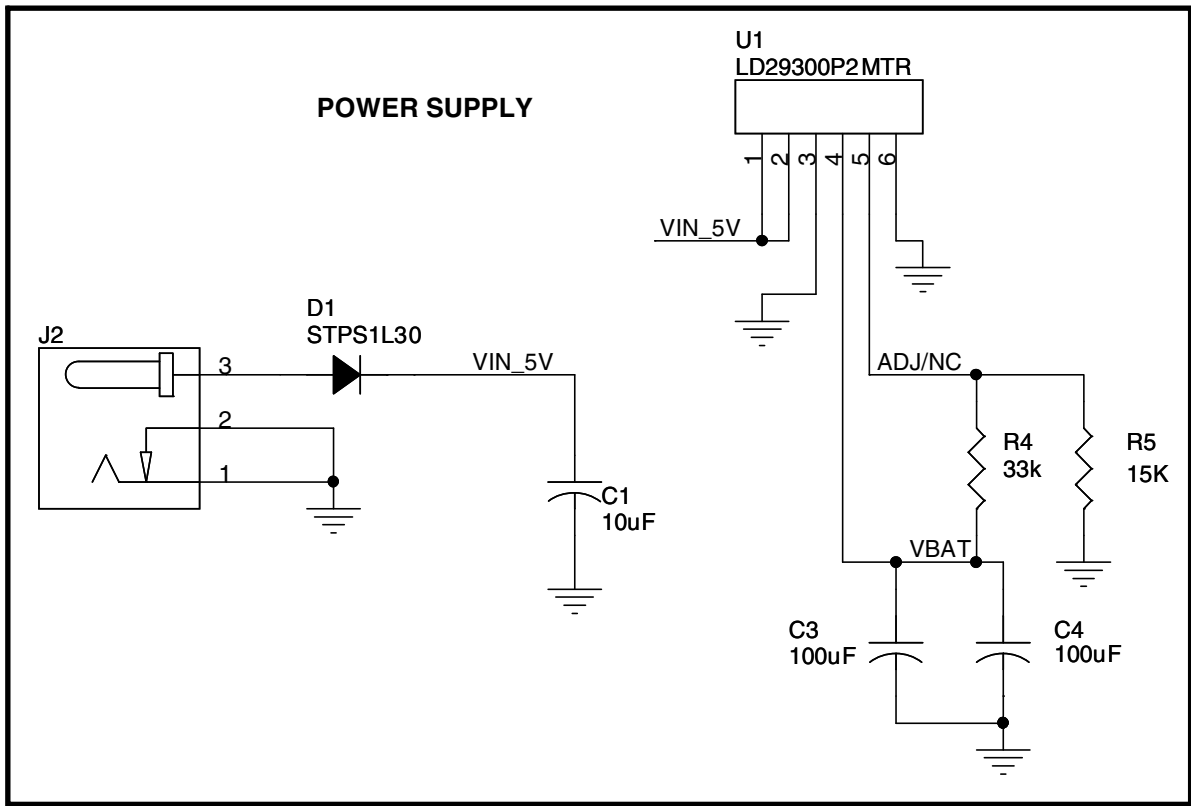 U1
LD29300P2MTR
POWER SUPPLY
1
2
3
4
5
6
VIN_5V
D1
STPS1L30
J2
3
VIN_5V
ADJ/NC
2
R4
33k
R5
15K
1
C1
10uF
VBAT
C3
100uF
C4
100uF